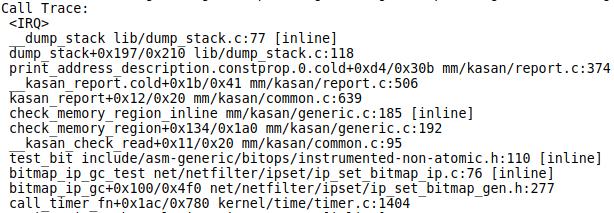 Call Trace:
<IRQ>
__dump_stack lib/dump_stack.c:77 [inline]
dump_stack+0x197/0x210 lib/dump_stack.c:118
print_address_description.constprop.0.cold+0xd4/0x30b mm/kasan/report.c:374
__kasan_report.cold+0x1b/0x41 mm/kasan/report.c:506
kasan_report+0x12/0x20 mm/kasan/common.c:639
check_memory_region_inline mm/kasan/generic.c:185 [inline]
check_memory_region+0x134/0x1a0 mm/kasan/generic.c:192
__kasan_check_read+0x11/0x20 mm/kasan/common.c:95
test_bit include/asm-generic/bitops/instrumented-non-atomic.h:110 [inline]
bitmap_ip_gc_test net/netfilter/ipset/ip_set_bitmap_ip.c:76 [inline]
bitmap_ip_gc+0x100/0x4f0 net/netfilter/ipset/ip_set_bitmap_gen.h:277
call_timer_fn+0x1ac/0x780 kernel/time/timer.c:1404